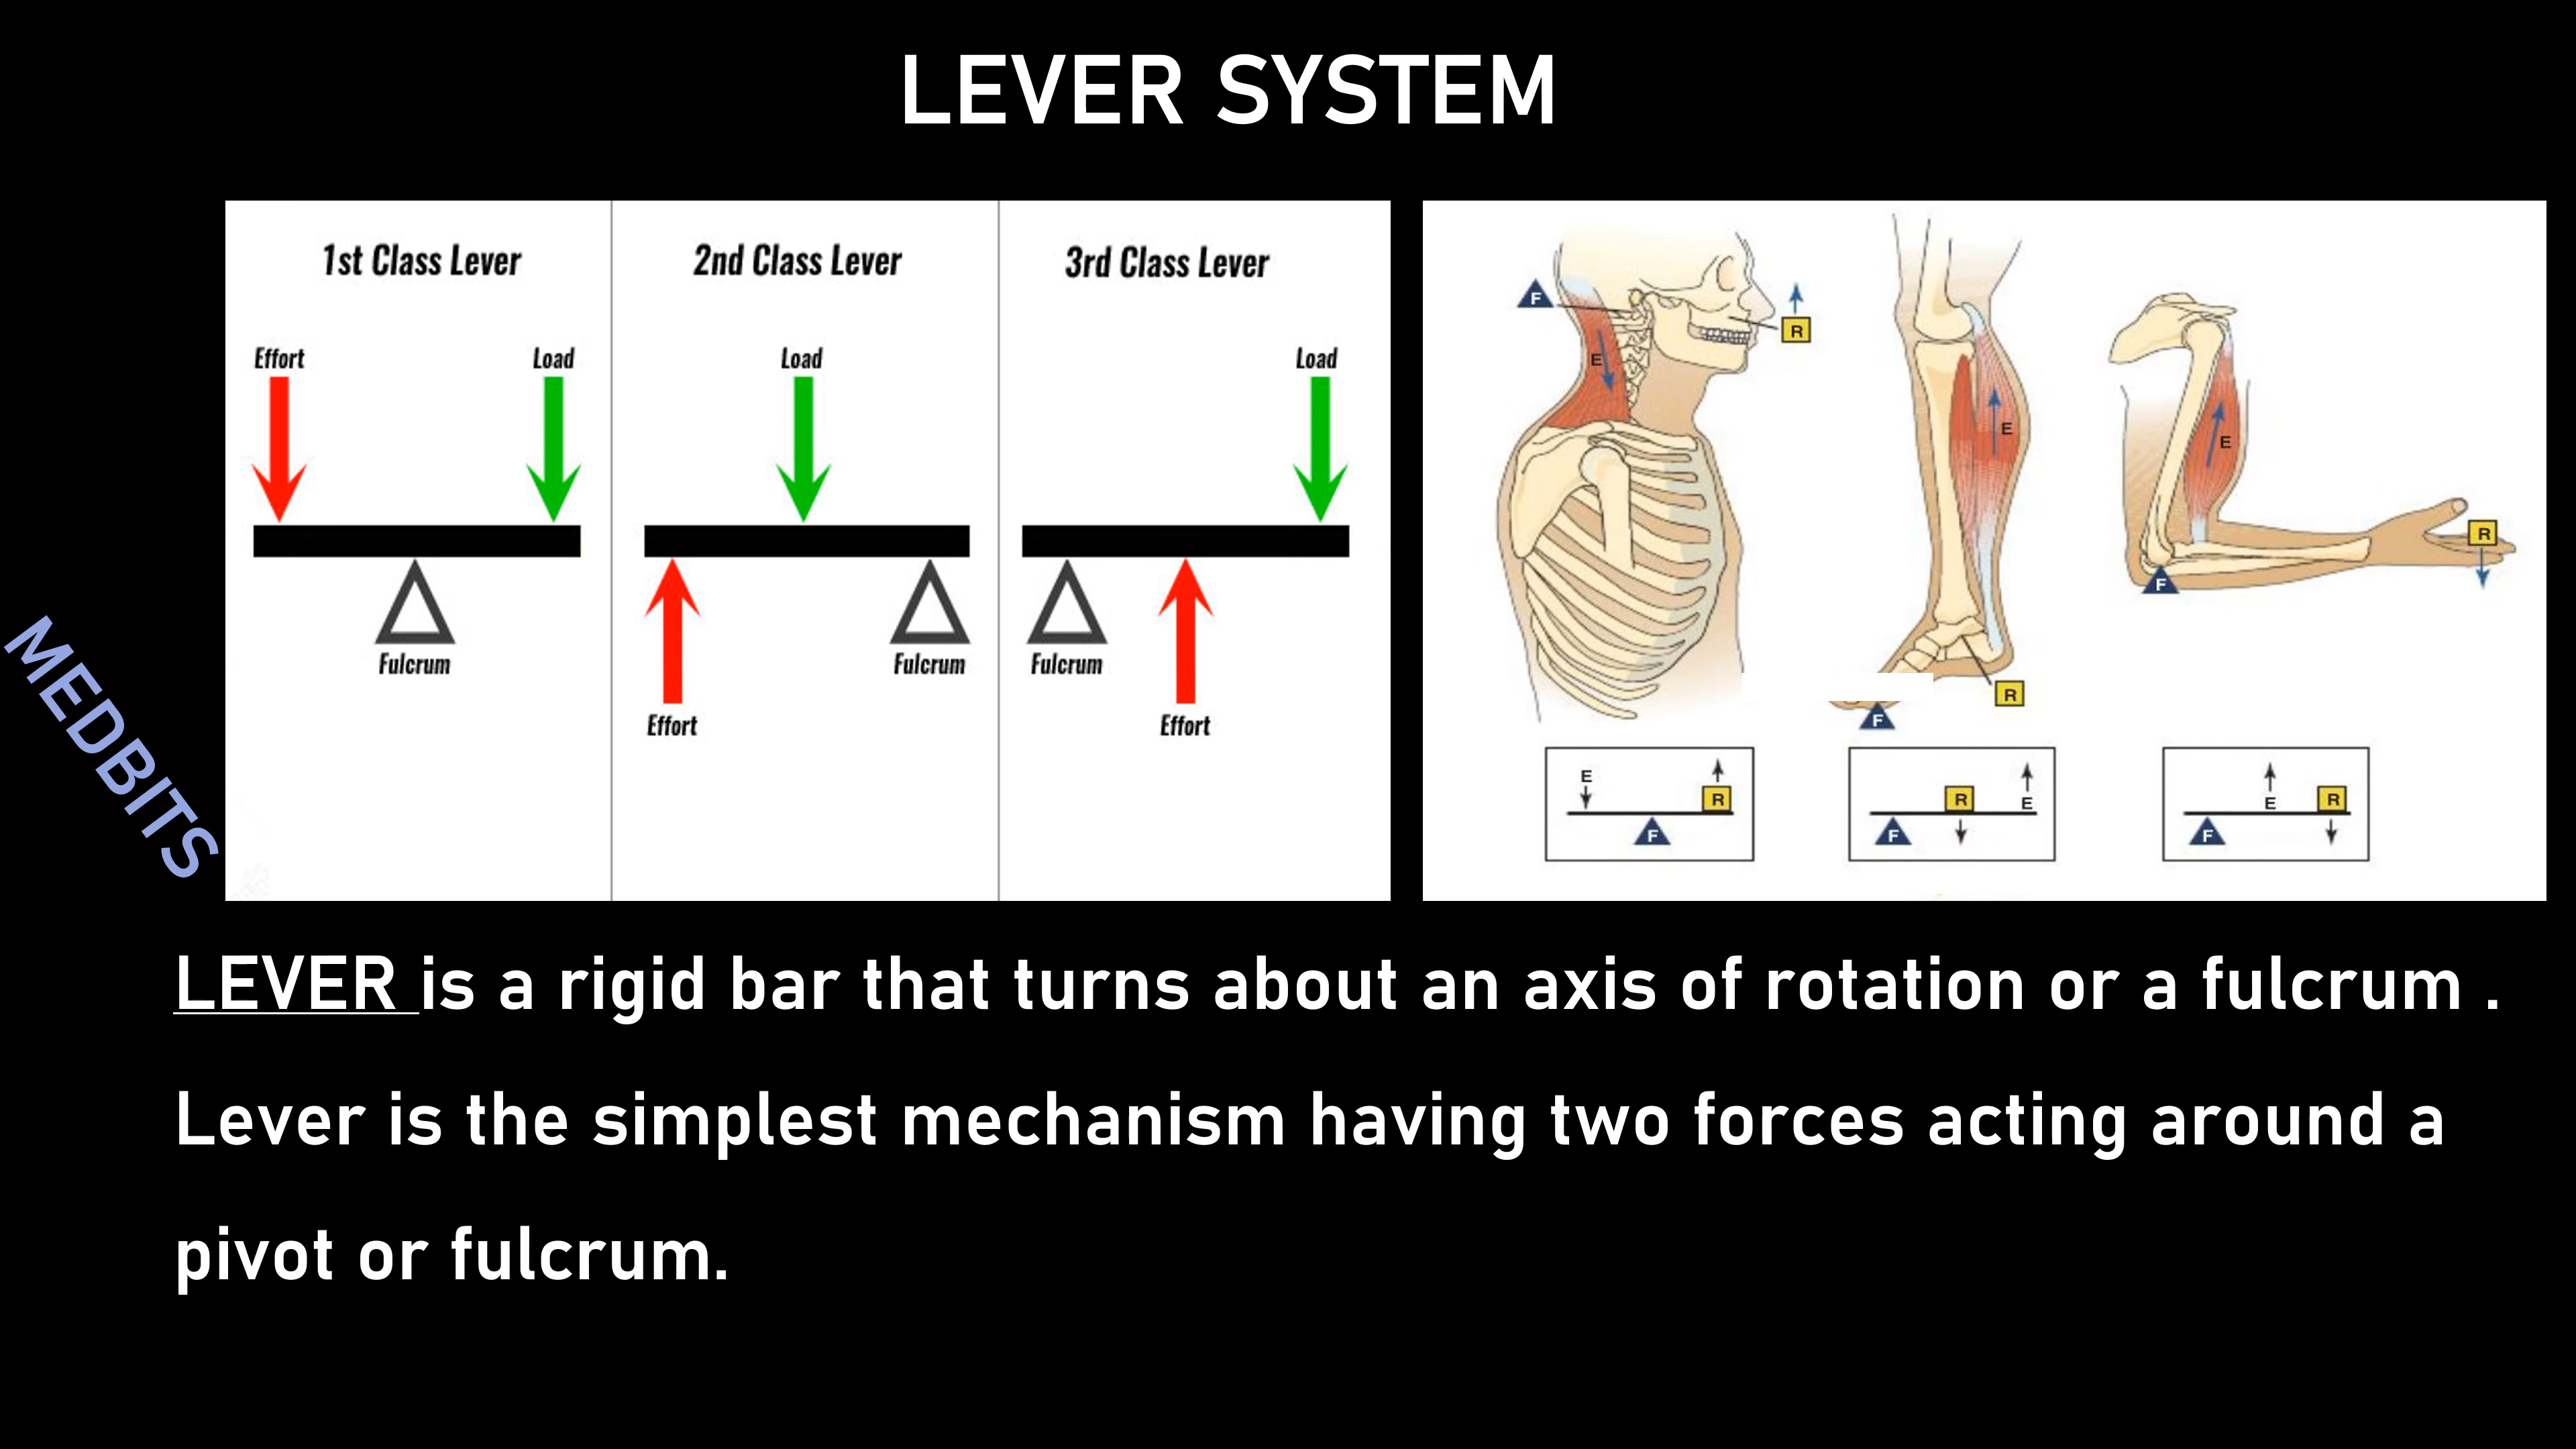 LEVER SYSTEM
1st Class Lever
Effort
Load
Fulcrum
2nd Class Lever
Load
Fulcrum
Effort
3rd Class Lever
Load
Fulcrum
Effort
F
R
E
E
R
F
E
R
F
E
R
F
R
E
F
E
R
F
MEDBITS
LEVER is a rigid bar that turns about an axis of rotation or a fulcrum .
Lever is the simplest mechanism having two forces acting around a
pivot or fulcrum.